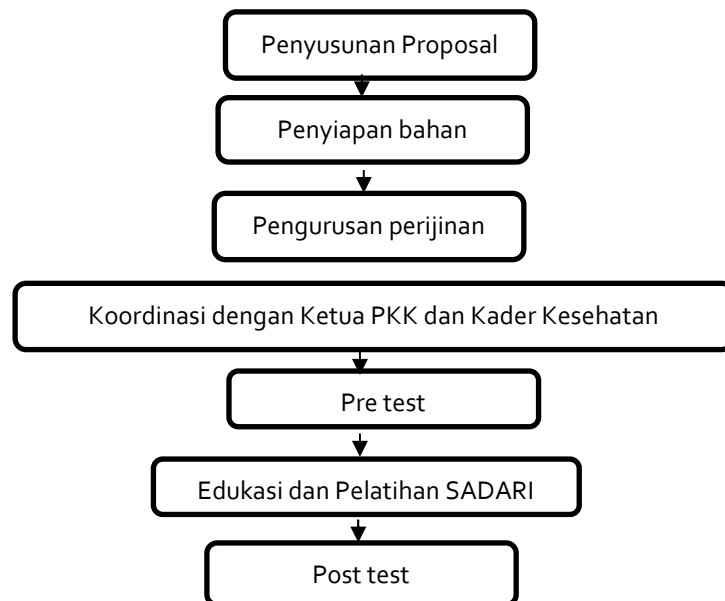 Penyusunan Proposal
Penyiapan bahan
Pengurusan perijinan
Koordinasi dengan Ketua PKK dan Kader Kesehatan
Pre test
Edukasi dan Pelatihan SADARI
Post test